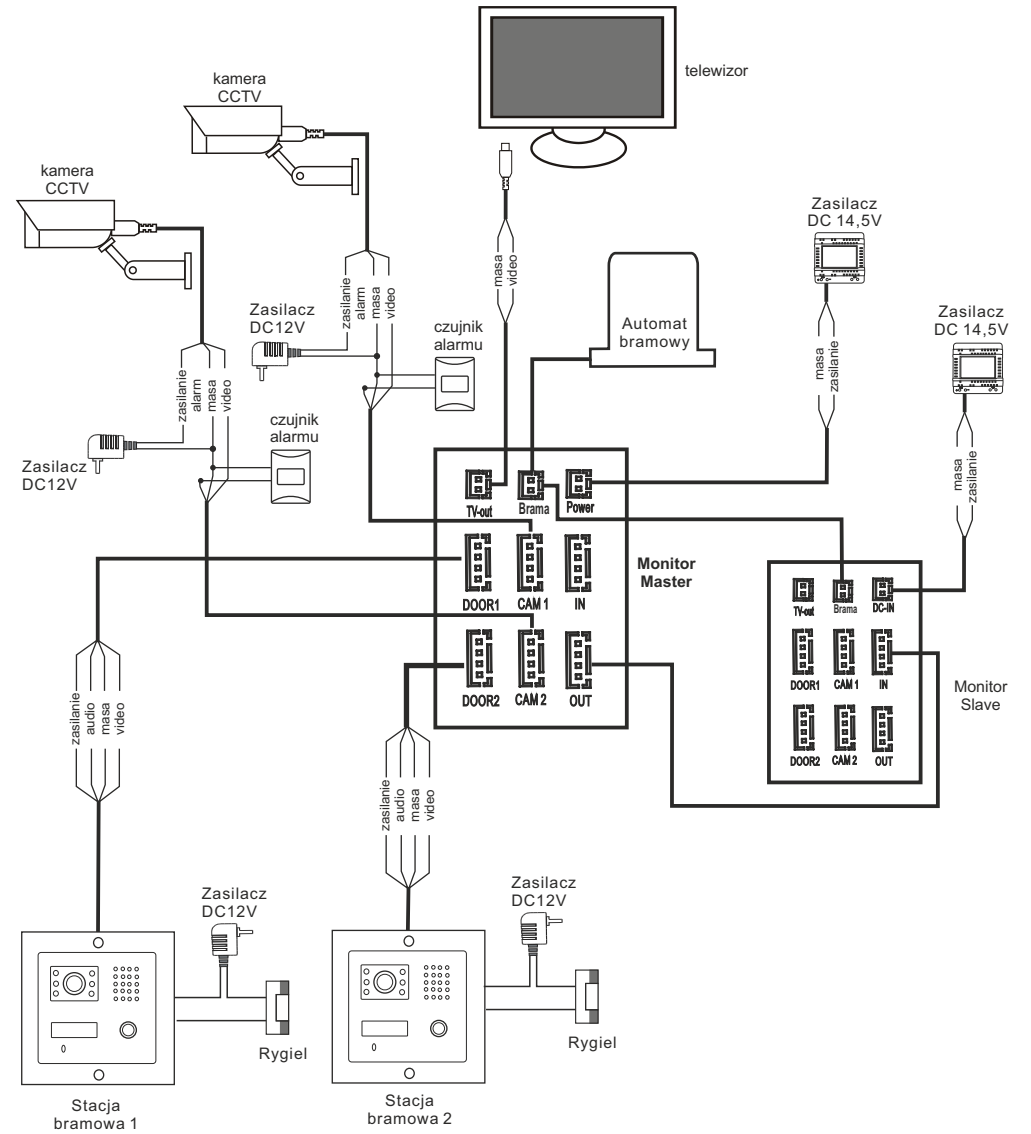 telewizor
kamera
CCTV
kamera
CCTV
Zasilacz
DC 14,5V
masa
video
Zasilacz
DC12V
zasilanie
alarm
masa
video
czujnik
alarmu
Automat
bramowy
masa
zasilanie
Zasilacz
DC 14,5V
zasilanie
alarm
masa
video
czujnik
alarmu
Zasilacz
DC12V
masa
zasilanie
TV-out
Brama
Power
DOOR1
CAM 1
IN
DOOR2
CAM 2
OUT
Monitor
Master
TV-out
Brama
DC-IN
DOOR1
CAM 1
IN
DOOR2
CAM 2
OUT
Monitor
Slave
zasilanie
audio
masa
video
zasilanie
audio
masa
video
Zasilacz
DC12V
Rygiel
Stacja
bramowa 1
Zasilacz
DC12V
Rygiel
Stacja
bramowa 2